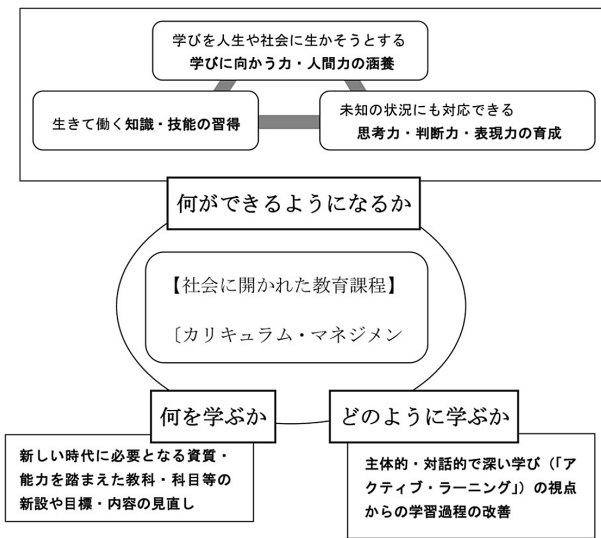 学びを人生や社会に生かそうとする
学びに向かう力・人間力の涵養
生きて働く知識・技能の習得
未知の状況にも対応できる
思考力・判断力・表現力の育成
何ができるようになるか
【社会に開かれた教育課程】
〔カリキュラム・マネジメン
何を学ぶか
どのように学ぶか
新しい時代に必要となる資質・
能力を踏まえた教科・科目等の
新設や目標・内容の見直し
主体的・対話的で深い学び（「ア
クティブ・ラーニング」）の視点
からの学習過程の改善